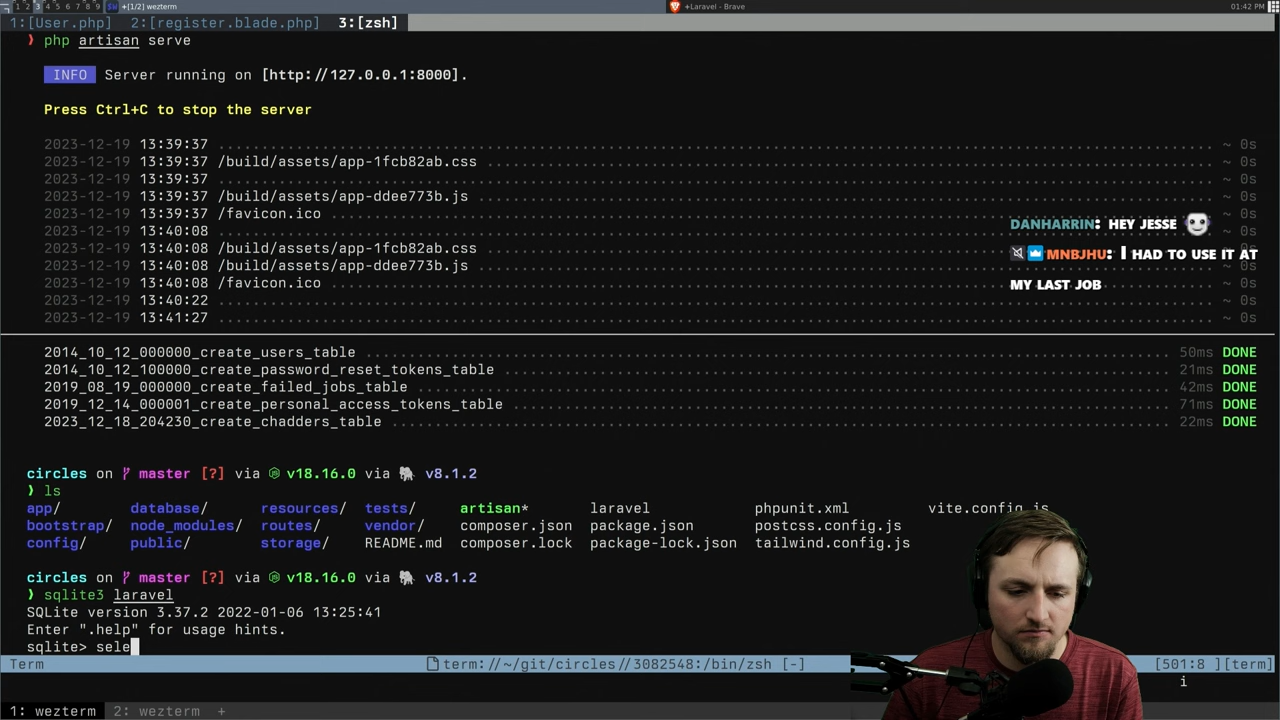 1 2 3 4 5 6 7 8 9 +[1/2] wezterm +Laravel - Brave 01:42 PM
1:[User.php] 2:[register.blade.php] 3:[zsh]
❯ php artisan serve
INFO Server running on [http://127.0.0.1:8000].
Press Ctrl+C to stop the server
2023-12-19 13:39:37 ~ 0s
2023-12-19 13:39:37 /build/assets/app-1fcb82ab.css ~ 0s
2023-12-19 13:39:37 ~ 0s
2023-12-19 13:39:37 /build/assets/app-ddee773b.js ~ 0s
2023-12-19 13:39:37 /favicon.ico ~ 0s
2023-12-19 13:40:08 ~ 0s
2023-12-19 13:40:08 /build/assets/app-1fcb82ab.css ~ 0s
2023-12-19 13:40:08 /build/assets/app-ddee773b.js ~ 0s
2023-12-19 13:40:08 /favicon.ico ~ 0s
2023-12-19 13:40:22 ~ 0s
2023-12-19 13:41:27 ~ 0s
DANHARRIN: HEY JESSE
MNBJHU: I HAD TO USE IT AT
MY LAST JOB
2014_10_12_000000_create_users_table 50ms DONE
2014_10_12_100000_create_password_reset_tokens_table 21ms DONE
2019_08_19_000000_create_failed_jobs_table 42ms DONE
2019_12_14_000001_create_personal_access_tokens_table 71ms DONE
2023_12_18_204230_create_chadders_table 22ms DONE
circles on master [?] via v18.16.0 via v8.1.2
❯ ls
app/ database/ resources/ tests/ artisan* laravel phpunit.xml vite.config.js
bootstrap/ node_modules/ routes/ vendor/ composer.json package.json postcss.config.js
config/ public/ storage/ README.md composer.lock package-lock.json tailwind.config.js
circles on master [?] via v18.16.0 via v8.1.2
❯ sqlite3 laravel
SQLite version 3.37.2 2022-01-06 13:25:41
Enter ".help" for usage hints.
sqlite> sele
Term term://~/git/circles//3082548:/bin/zsh [-] [501:8 ][term]
i
1: wezterm 2: wezterm +